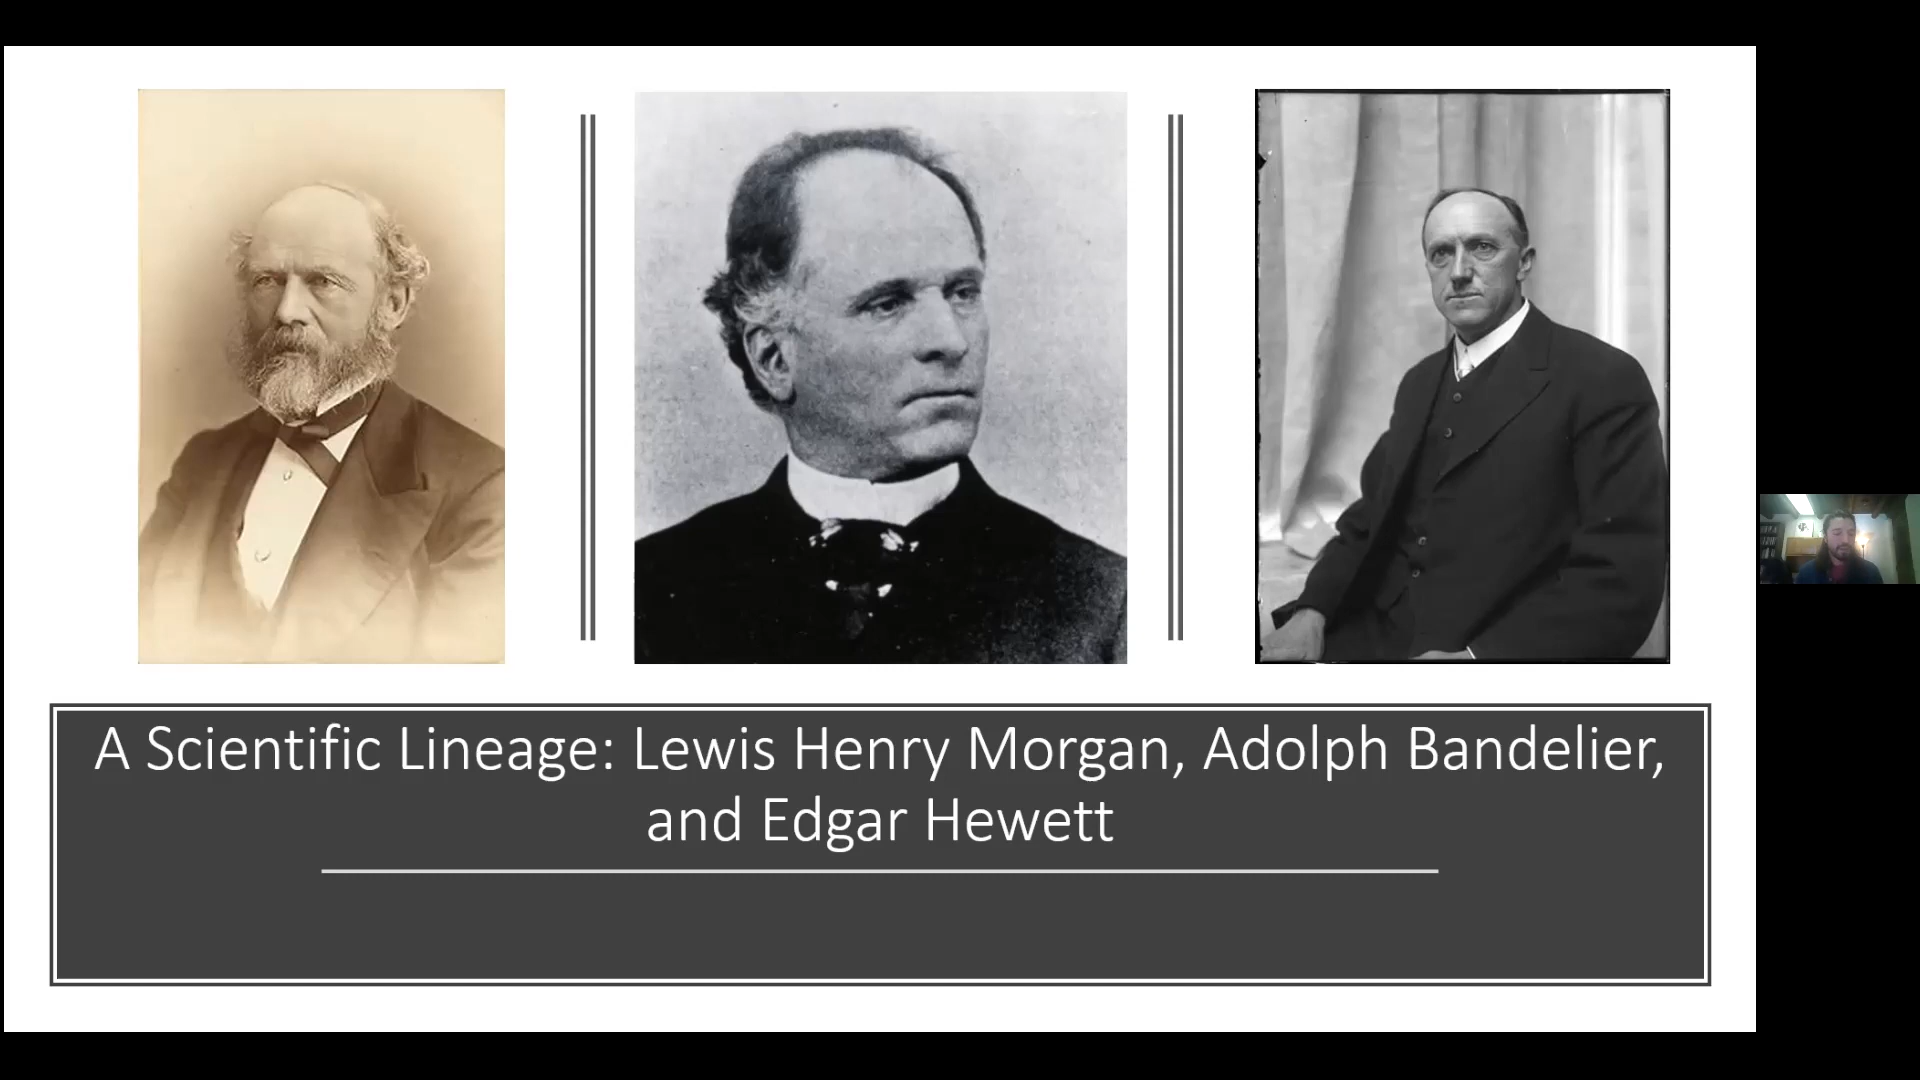 A Scientific Lineage: Lewis Henry Morgan, Adolph Bandelier,
and Edgar Hewett